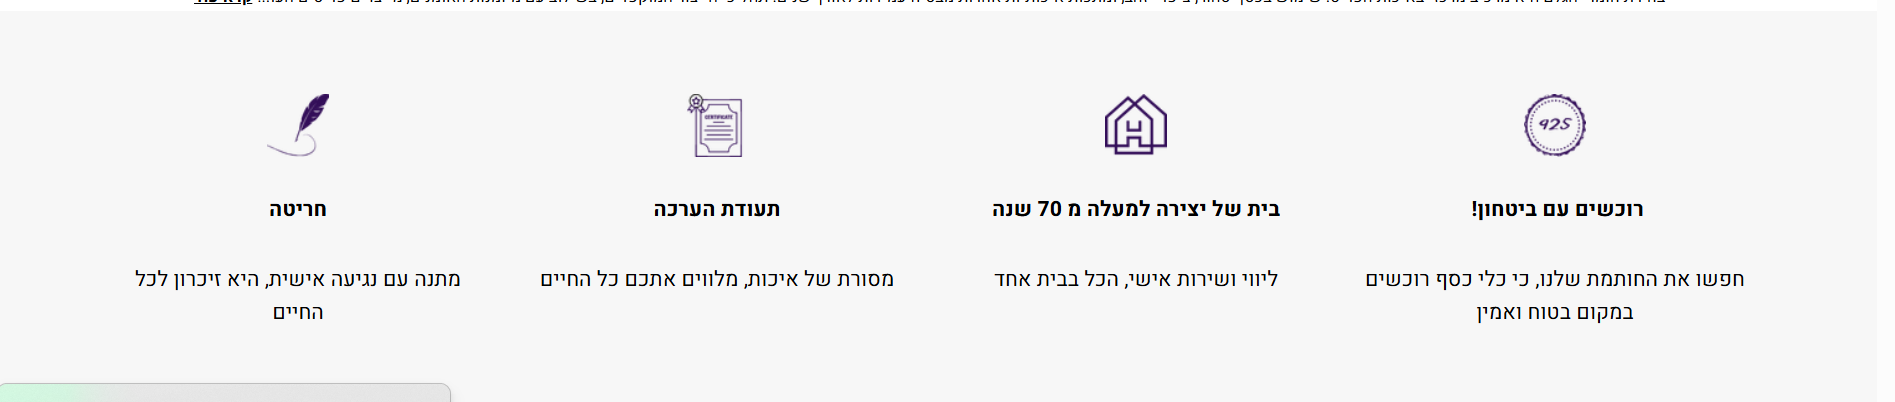 קרא עוד
925
רוכשים עם ביטחון!
חפשו את החותמת שלנו, כי כלי כסף רוכשים
במקום בטוח ואמין
H
בית של יצירה למעלה מ 70 שנה
ליווי ושירות אישי, הכל בבית אחד
CERTIFICATE
תעודת הערכה
מסורת של איכות, מלווים אתכם כל החיים
חריטה
מתנה עם נגיעה אישית, היא זיכרון לכל
החיים